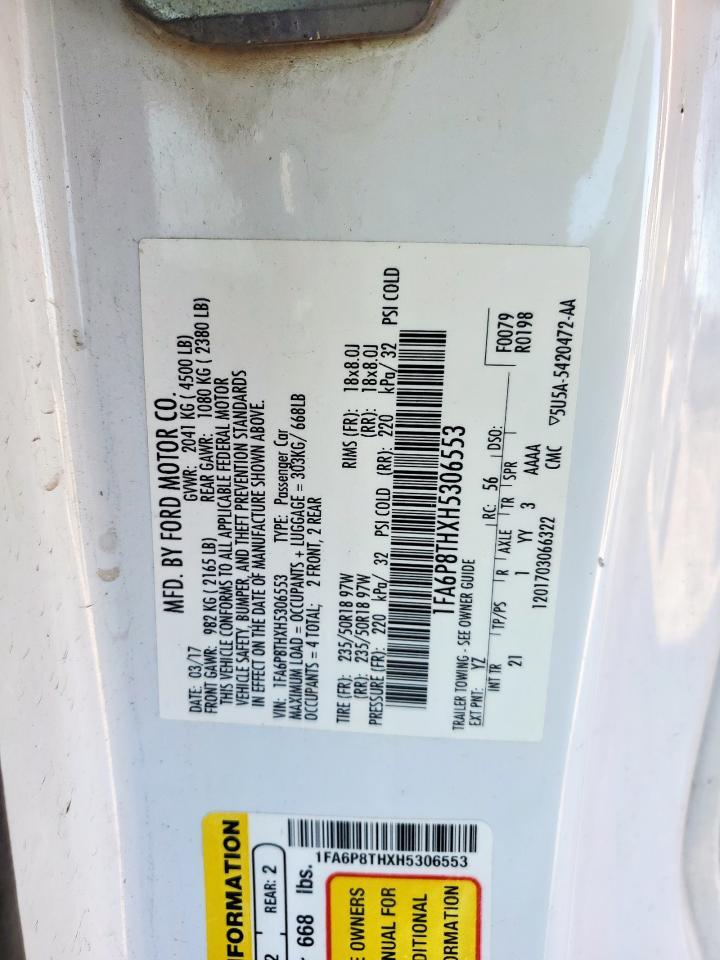 MFD. BY FORD MOTOR CO.
DATE: 03/17 GVWR: 2041 KG ( 4500 LB)
FRONT GAWR: 982 KG ( 2165 LB) REAR GAWR: 1080 KG ( 2380 LB)
THIS VEHICLE CONFORMS TO ALL APPLICABLE FEDERAL MOTOR
VEHICLE SAFETY, BUMPER, AND THEFT PREVENTION STANDARDS
IN EFFECT ON THE DATE OF MANUFACTURE SHOWN ABOVE.
VIN: 1FA6P8THXH5306553 TYPE: Passenger Car
MAXIMUM LOAD = OCCUPANTS + LUGGAGE = 303KG/ 668LB
OCCUPANTS = 4 TOTAL; 2 FRONT, 2 REAR
TIRE (FR): 235/50R18 97W RIMS (FR): 18x8.0J
(RR): 235/50R18 97W (RR): 18x8.0J
PRESSURE (FR): 220 kPa/ 32 PSI COLD (RR): 220 kPa/ 32 PSI COLD
1FA6P8THXH5306553
TRAILER TOWING - SEE OWNER GUIDE
F0079
R0198
EXT PNT: YZ RC: 56 DSO:
INT TR TP/PS R AXLE TR SPR
21 1 YY 3 AAAA
1201703066322 CMC ▽5U5A-5420472-AA
FORMATION
2 REAR: 2
668 lbs.
1FA6P8THXH5306553
E OWNERS
NUAL FOR
DITIONAL
ORMATION